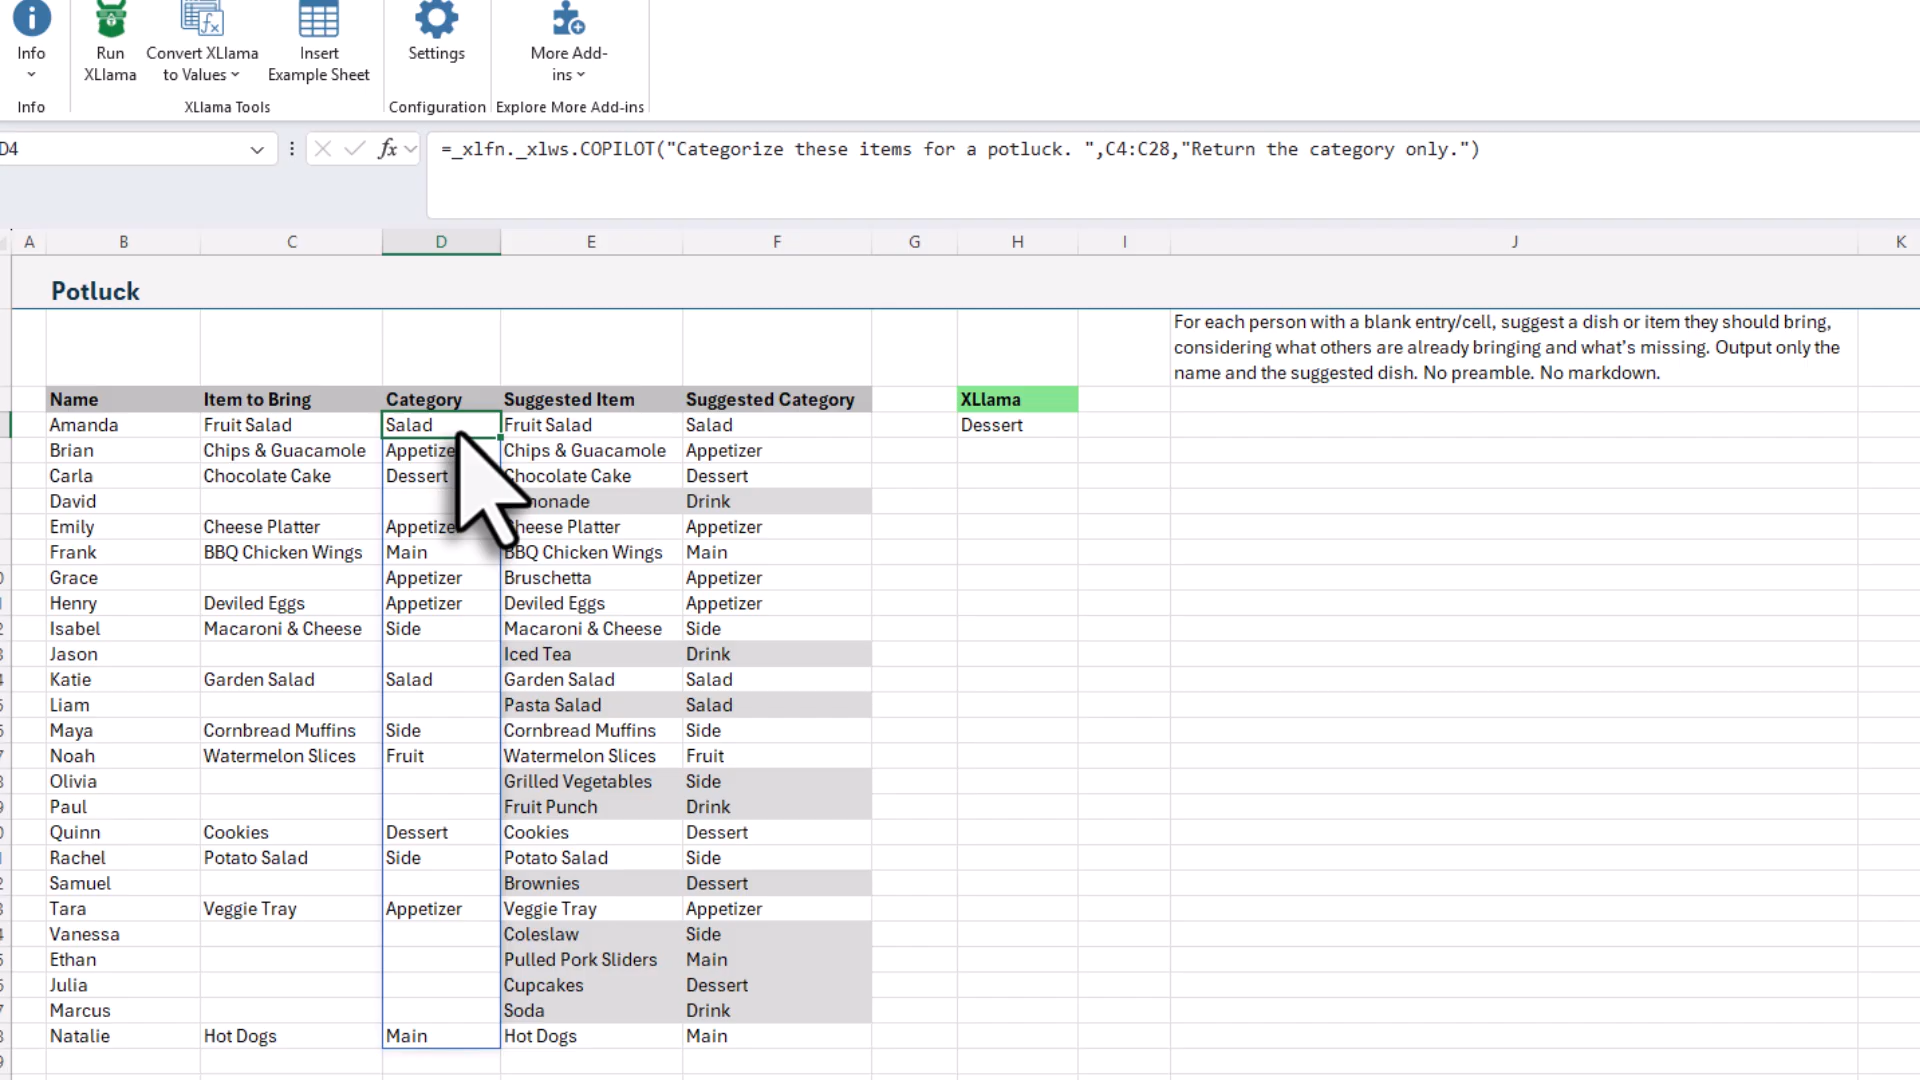 Info
Run
XLlama
Convert XLlama
to Values
Insert
Example Sheet
Settings
More Add-
ins
Info
XLlama Tools
Configuration
Explore More Add-ins
D4
fx
=_xlfn._xlws.COPILOT("Categorize these items for a potluck. ",C4:C28,"Return the category only.")
A B C D E F G H I J K
Potluck
For each person with a blank entry/cell, suggest a dish or item they should bring,
considering what others are already bringing and what's missing. Output only the
name and the suggested dish. No preamble. No markdown.
Name Item to Bring Category Suggested Item Suggested Category XLlama
Amanda Fruit Salad Salad Fruit Salad Salad Dessert
Brian Chips & Guacamole Appetize Chips & Guacamole Appetizer
Carla Chocolate Cake Dessert Chocolate Cake Dessert
David monade Drink
Emily Cheese Platter Appetize Cheese Platter Appetizer
Frank BBQ Chicken Wings Main BBQ Chicken Wings Main
Grace Appetizer Bruschetta Appetizer
Henry Deviled Eggs Appetizer Deviled Eggs Appetizer
Isabel Macaroni & Cheese Side Macaroni & Cheese Side
Jason Iced Tea Drink
Katie Garden Salad Salad Garden Salad Salad
Liam Pasta Salad Salad
Maya Cornbread Muffins Side Cornbread Muffins Side
Noah Watermelon Slices Fruit Watermelon Slices Fruit
Olivia Grilled Vegetables Side
Paul Fruit Punch Drink
Quinn Cookies Dessert Cookies Dessert
Rachel Potato Salad Side Potato Salad Side
Samuel Brownies Dessert
Tara Veggie Tray Appetizer Veggie Tray Appetizer
Vanessa Coleslaw Side
Ethan Pulled Pork Sliders Main
Julia Cupcakes Dessert
Marcus Soda Drink
Natalie Hot Dogs Main Hot Dogs Main